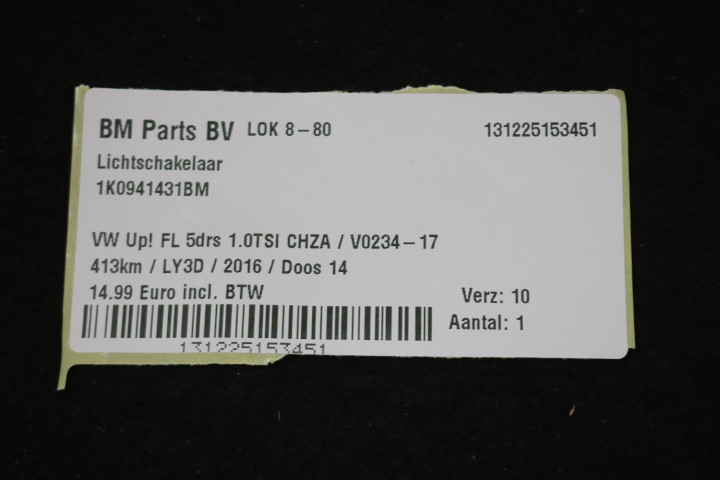 BM Parts BV LOK 8-80 131225153451
Lichtschakelaar
1K0941431BM
VW Up! FL 5drs 1.0TSI CHZA / V0234-17
413km / LY3D / 2016 / Doos 14
14.99 Euro incl. BTW
Verz: 10
Aantal: 1
131225153451